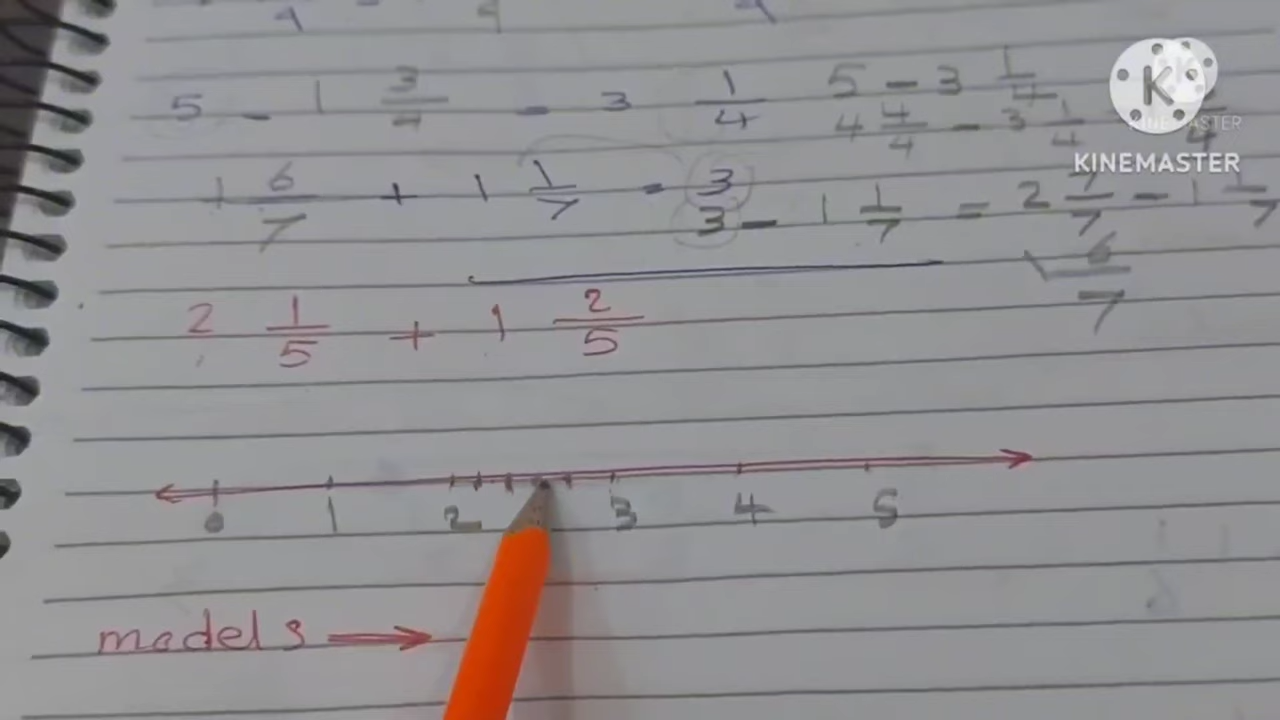 5 - 1 3/4 = 3 1/4 5 - 3 1/4
4 4/4 - 3 1/4
1 6/7 + 1 1/7 = 3
3 - 1 1/7 = 2 7/7 - 1 1/7
1 6/7
2 1/5 + 1 2/5
0 1 2 3 4 5
models →
KINEMASTER